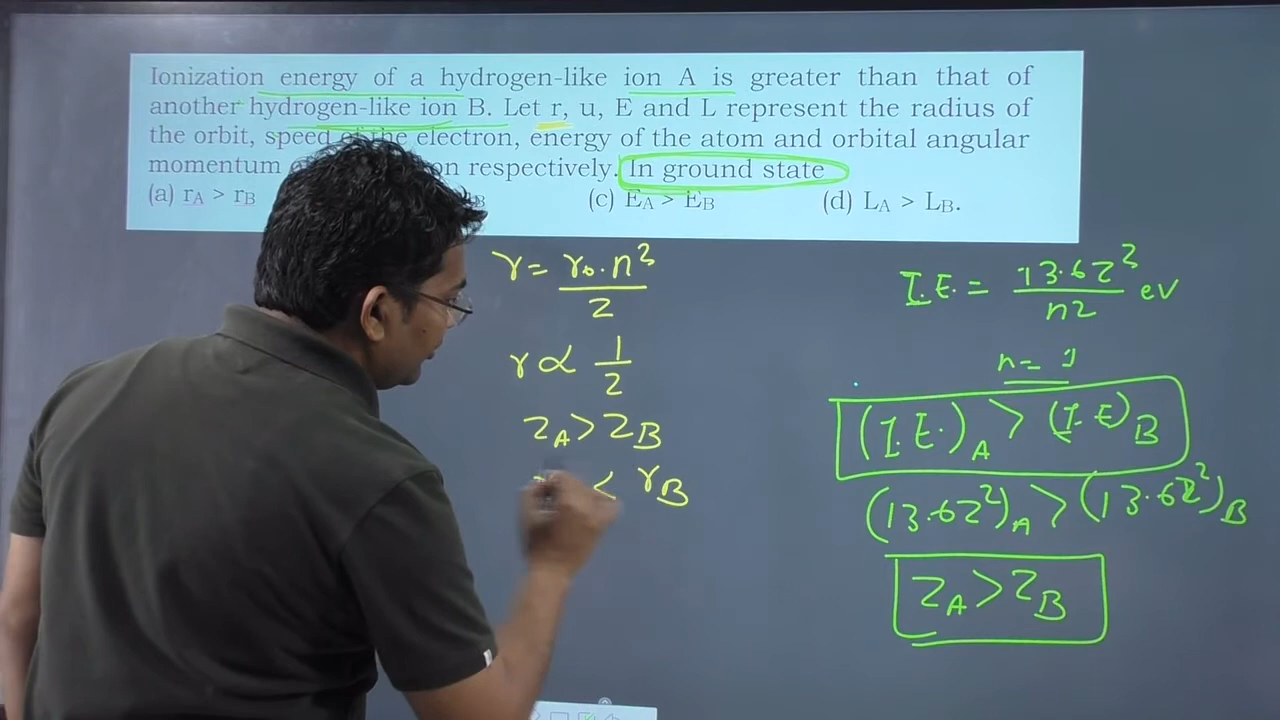 Ionization energy of a hydrogen-like ion A is greater than that of
another hydrogen-like ion B. Let r, u, E and L represent the radius of
the orbit, speed of the electron, energy of the atom and orbital angular
momentum on respectively. In ground state
(a) rA > rB (c) EA > EB (d) LA > LB.
r = r₀.n²
z
r ∝ 1
z
zA > zB
< rB
I.E. = 13.6z²
n2 ev
n = 1
(I.E.)A > (I.E)B
(13.6z²)A > (13.6z²)B
zA > zB